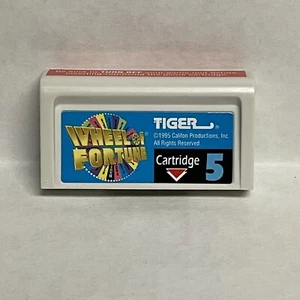 WHEEL OF
FORTUNE
TIGER
©1995 Califon Productions, Inc.
All Rights Reserved
Cartridge 5